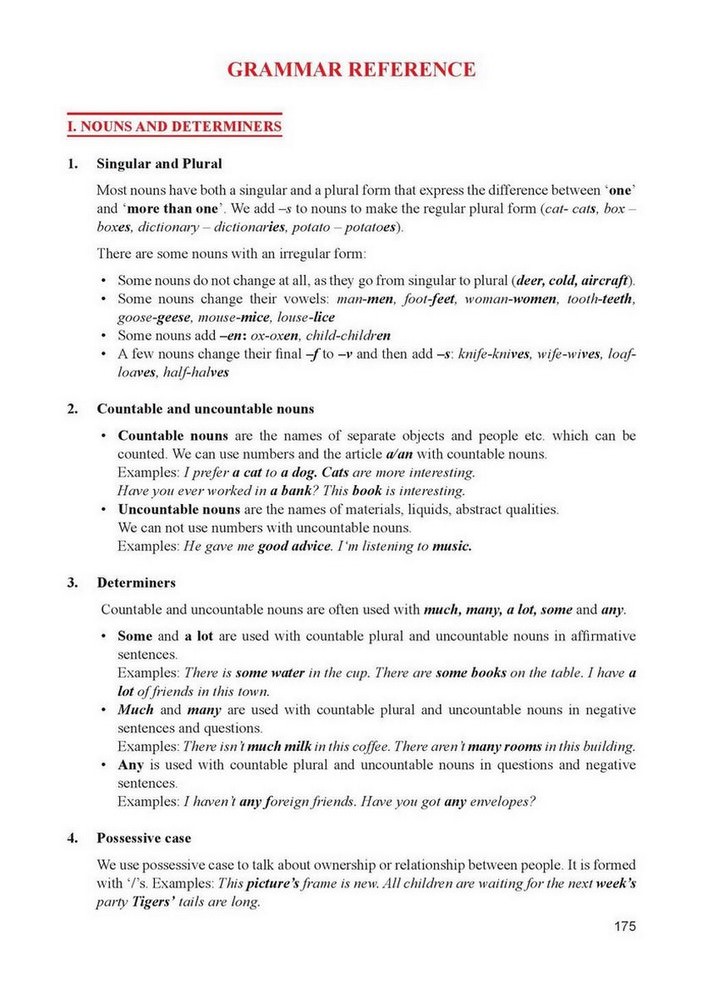 GRAMMAR REFERENCE
I. NOUNS AND DETERMINERS
1. Singular and Plural
Most nouns have both a singular and a plural form that express the difference between ‘one’
and ‘more than one’. We add –s to nouns to make the regular plural form (cat- cats, box –
boxes, dictionary – dictionaries, potato – potatoes).
There are some nouns with an irregular form:
• Some nouns do not change at all, as they go from singular to plural (deer, cold, aircraft).
• Some nouns change their vowels: man-men, foot-feet, woman-women, tooth-teeth,
goose-geese, mouse-mice, louse-lice
• Some nouns add –en: ox-oxen, child-children
• A few nouns change their final –f to –v and then add –s: knife-knives, wife-wives, loaf-
loaves, half-halves
2. Countable and uncountable nouns
• Countable nouns are the names of separate objects and people etc. which can be
counted. We can use numbers and the article a/an with countable nouns.
Examples: I prefer a cat to a dog. Cats are more interesting.
Have you ever worked in a bank? This book is interesting.
• Uncountable nouns are the names of materials, liquids, abstract qualities.
We can not use numbers with uncountable nouns.
Examples: He gave me good advice. I‘m listening to music.
3. Determiners
Countable and uncountable nouns are often used with much, many, a lot, some and any.
• Some and a lot are used with countable plural and uncountable nouns in affirmative
sentences.
Examples: There is some water in the cup. There are some books on the table. I have a
lot of friends in this town.
• Much and many are used with countable plural and uncountable nouns in negative
sentences and questions.
Examples: There isn’t much milk in this coffee. There aren’t many rooms in this building.
• Any is used with countable plural and uncountable nouns in questions and negative
sentences.
Examples: I haven’t any foreign friends. Have you got any envelopes?
4. Possessive case
We use possessive case to talk about ownership or relationship between people. It is formed
with ‘/’s. Examples: This picture’s frame is new. All children are waiting for the next week’s
party Tigers’ tails are long.
175